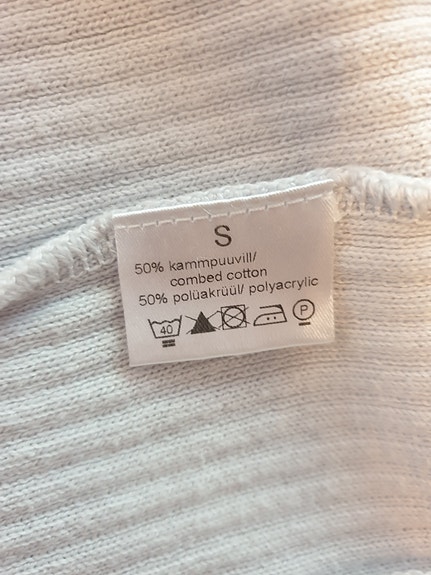 S
50% kammpuuvill/
combed cotton
50% polüakrüül/ polyacrylic
40
P